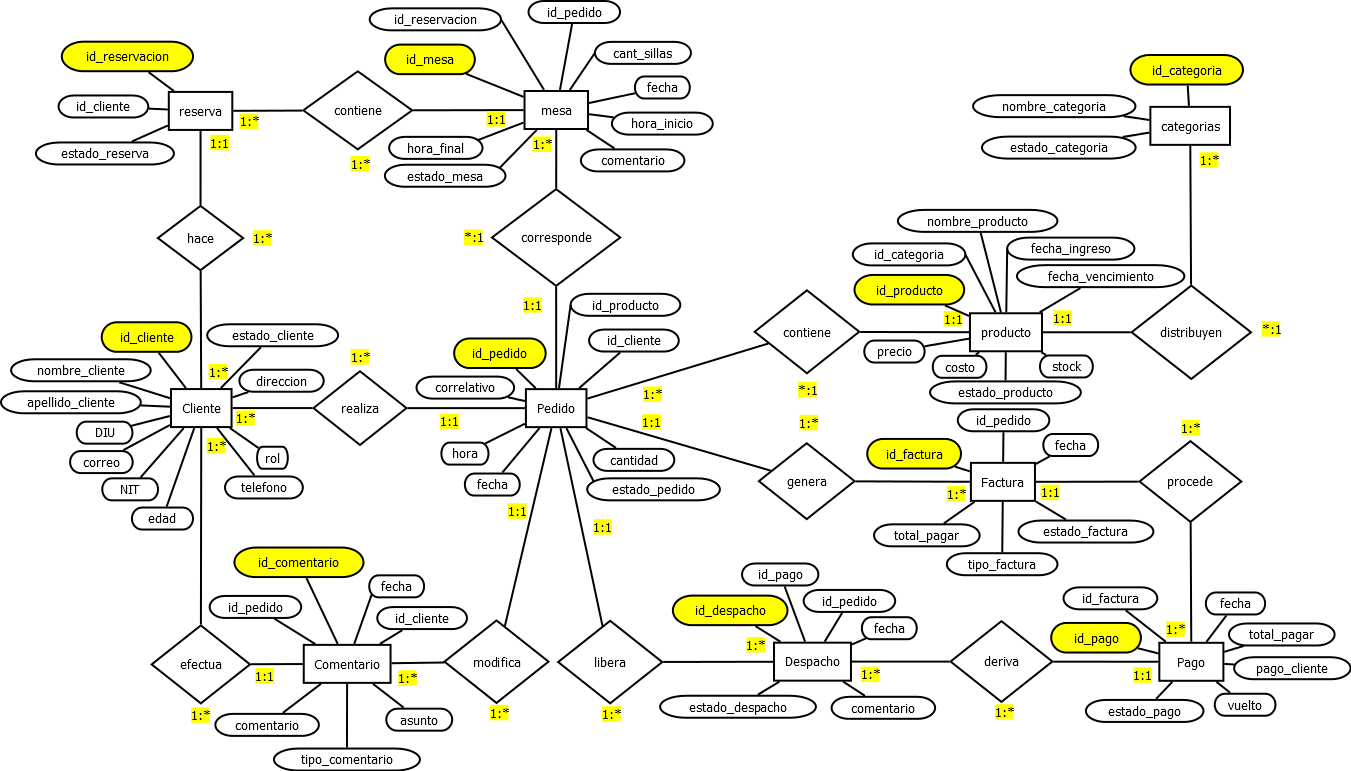 id_reservacion
id_pedido
id_reservacion
id_mesa
cant_sillas
id_categoria
fecha
id_cliente
contiene
reserva
mesa
nombre_categoria
1:*
1:1
hora_inicio
categorias
1:1
1:*
hora_final
estado_categoria
estado_reserva
1:*
comentario
1:*
estado_mesa
nombre_producto
hace
1:*
*:1
corresponde
fecha_ingreso
id_categoria
fecha_vencimiento
id_producto
1:1
id_producto
1:1
1:1
contiene
producto
distribuyen
*:1
id_cliente
estado_cliente
id_cliente
id_pedido
precio
1:*
costo
stock
nombre_cliente
1:*
direccion
correlativo
1:*
*:1
estado_producto
apellido_cliente
Cliente
1:*
realiza
1:1
Pedido
1:1
1:*
id_pedido
1:*
DIU
1:*
fecha
correo
rol
hora
cantidad
id_factura
NIT
telefono
fecha
estado_pedido
genera
1:*
Factura
1:1
procede
edad
1:1
1:1
total_pagar
estado_factura
id_comentario
tipo_factura
fecha
id_pago
id_pedido
id_cliente
id_despacho
id_pedido
id_factura
fecha
fecha
1:*
total_pagar
1:*
id_pago
efectua
Comentario
modifica
libera
Despacho
deriva
Pago
pago_cliente
1:1
1:*
1:*
1:1
1:*
comentario
asunto
1:*
1:*
estado_despacho
comentario
1:*
estado_pago
vuelto
tipo_comentario